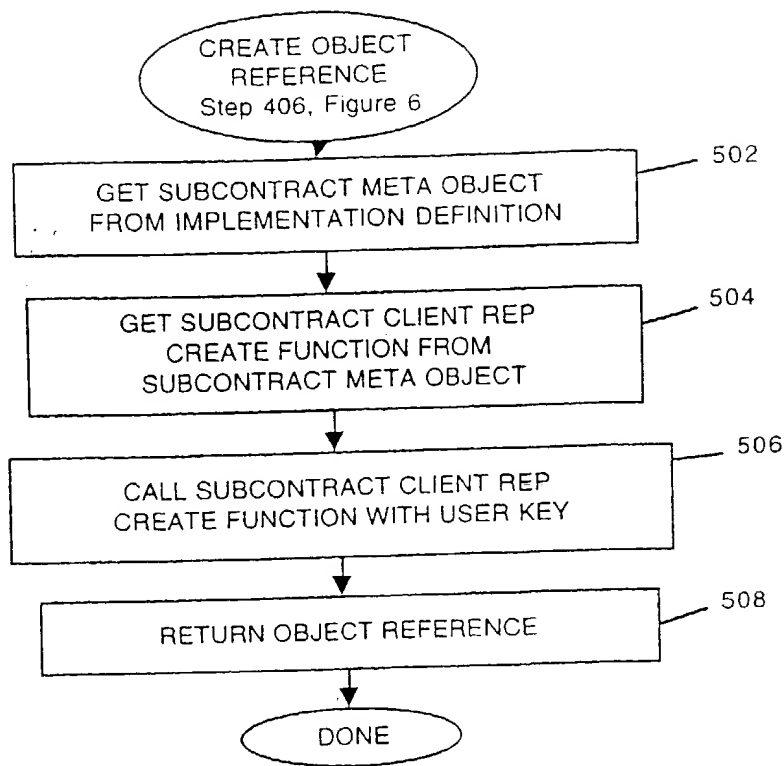 CREATE OBJECT
REFERENCE
Step 406, Figure 6
502
GET SUBCONTRACT META OBJECT
FROM IMPLEMENTATION DEFINITION
504
GET SUBCONTRACT CLIENT REP
CREATE FUNCTION FROM
SUBCONTRACT META OBJECT
506
CALL SUBCONTRACT CLIENT REP
CREATE FUNCTION WITH USER KEY
508
RETURN OBJECT REFERENCE
DONE